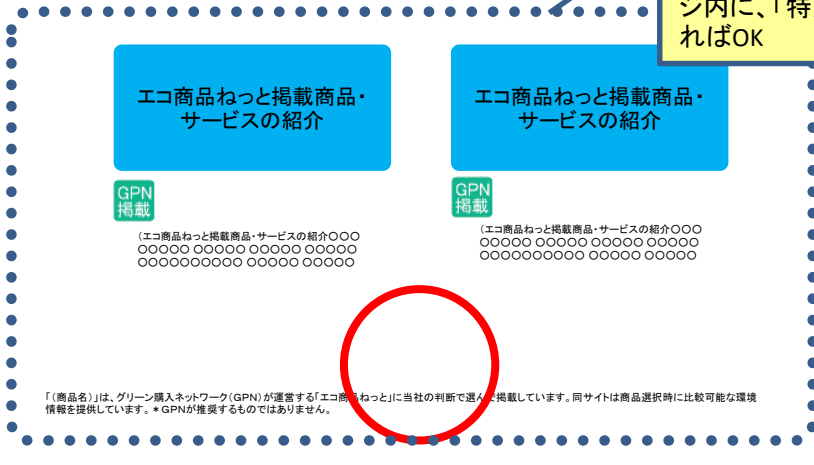 ジ内に、「特
ればOK
エコ商品ねっと掲載商品・
サービスの紹介
エコ商品ねっと掲載商品・
サービスの紹介
GPN
掲載
GPN
掲載
（エコ商品ねっと掲載商品・サービスの紹介〇〇〇
〇〇〇〇〇 〇〇〇〇〇 〇〇〇〇〇 〇〇〇〇〇
〇〇〇〇〇〇〇〇〇〇 〇〇〇〇〇 〇〇〇〇〇
（エコ商品ねっと掲載商品・サービスの紹介〇〇〇
〇〇〇〇〇 〇〇〇〇〇 〇〇〇〇〇 〇〇〇〇〇
〇〇〇〇〇〇〇〇〇〇 〇〇〇〇〇 〇〇〇〇〇
「（商品名）」は、グリーン購入ネットワーク（GPN）が運営する「エコ商品ねっと」に当社の判断で選んで掲載しています。同サイトは商品選択時に比較可能な環境
情報を提供しています。＊GPNが推奨するものではありません。